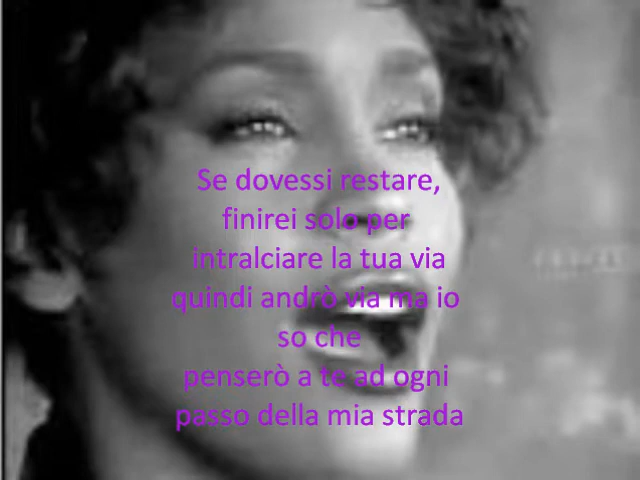 Se dovessi restare,
finirei solo per
intralciare la tua via
quindi andrò via ma io
so che
penserò a te ad ogni
passo della mia strada